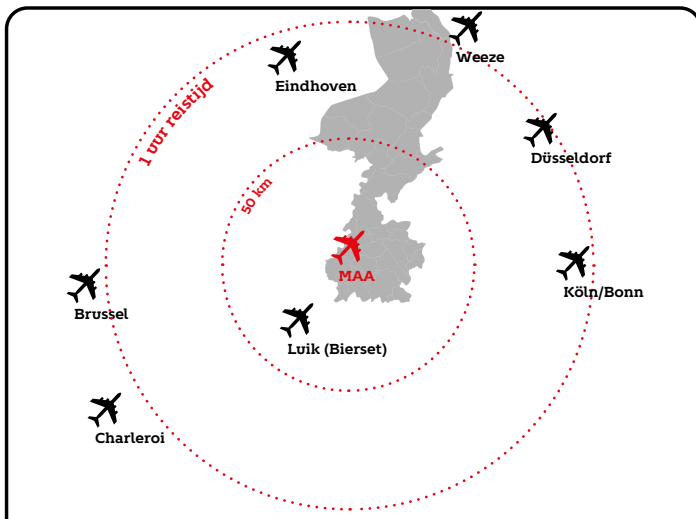 Weeze
Eindhoven
1 uur reistijd
Düsseldorf
50 km
MAA
Köln/Bonn
Brussel
Luik (Bierset)
Charleroi